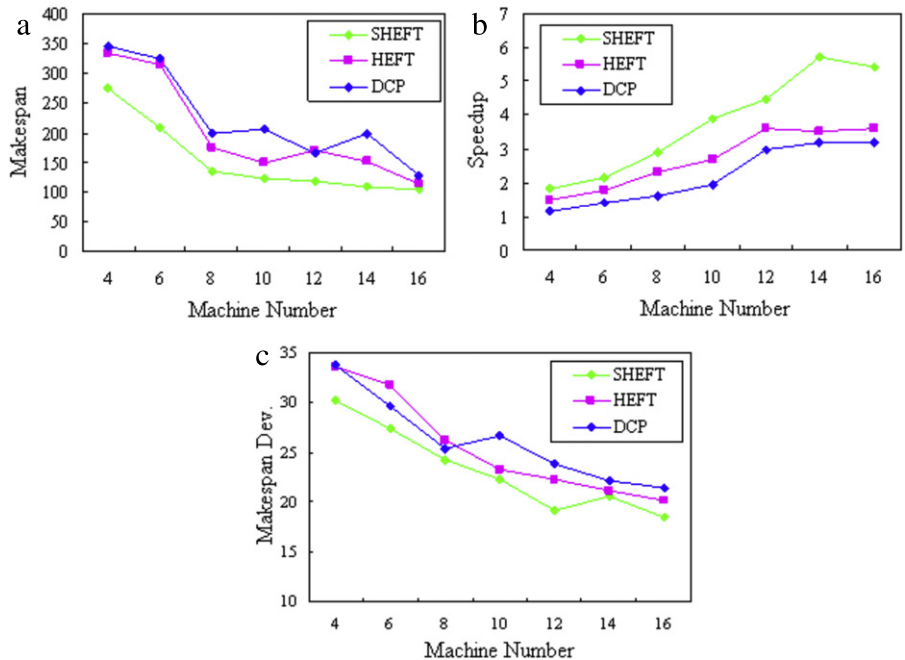 a
400
350
300
250
200
150
100
50
0
Makespan
SHEFT
HEFT
DCP
4 6 8 10 12 14 16
Machine Number
b
7
6
5
4
3
2
1
0
Speedup
SHEFT
HEFT
DCP
4 6 8 10 12 14 16
Machine Number
c
35
30
25
20
15
10
Makespan Dev.
SHEFT
HEFT
DCP
4 6 8 10 12 14 16
Machine Number